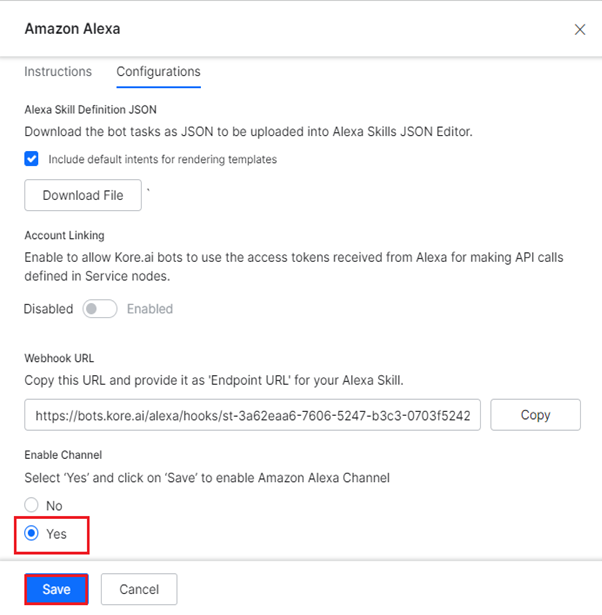 Amazon Alexa
Instructions Configurations
Alexa Skill Definition JSON
Download the bot tasks as JSON to be uploaded into Alexa Skills JSON Editor.
Include default intents for rendering templates
Download File `
Account Linking
Enable to allow Kore.ai bots to use the access tokens received from Alexa for making API calls
defined in Service nodes.
Disabled Enabled
Webhook URL
Copy this URL and provide it as 'Endpoint URL' for your Alexa Skill.
https://bots.kore.ai/alexa/hooks/st-3a62eaa6-7606-5247-b3c3-0703f5242 Copy
Enable Channel
Select ‘Yes’ and click on ‘Save’ to enable Amazon Alexa Channel
No
Yes
Save Cancel